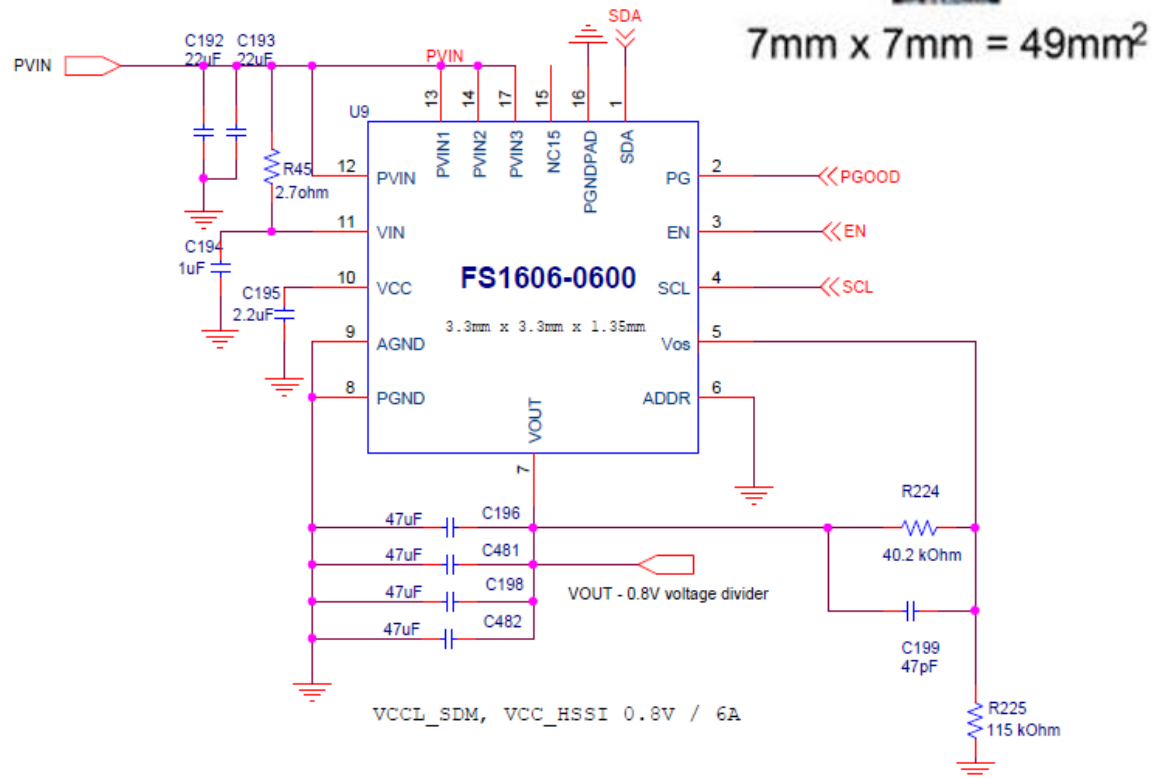 7mm x 7mm = 49mm²
SDA
C192 C193
22uF 22uF
PVIN
PVIN
13 14 17 15 16 1
U9
PVIN1 PVIN2 PVIN3 NC15 PGNDPAD SDA
R45
2.7ohm
12 PVIN
PG 2 PGOOD
11 VIN
EN 3 EN
C194
1uF
10 VCC
FS1606-0600
SCL 4 SCL
C195
2.2uF
3.3mm x 3.3mm x 1.35mm
9 AGND
Vos 5
8 PGND
ADDR 6
VOUT
7
R224
40.2 kOhm
47uF C196
47uF C481
47uF C198
47uF C482
VOUT - 0.8V voltage divider
C199
47pF
R225
115 kOhm
VCCL_SDM, VCC_HSSI 0.8V / 6A